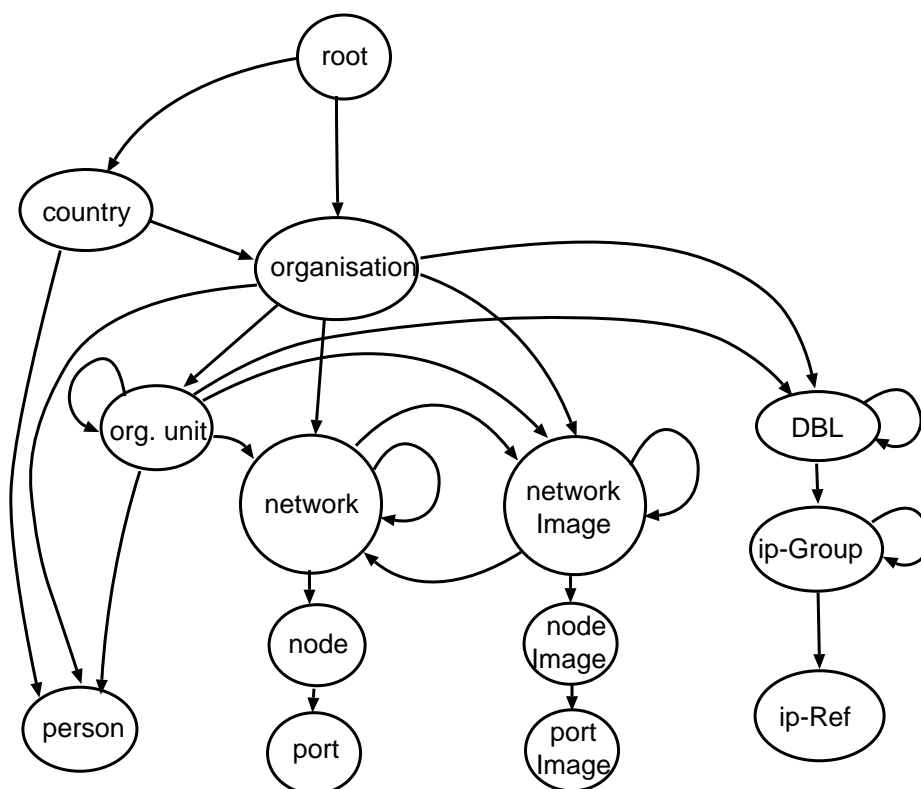 root
country
organisation
org. unit
DBL
network
network
Image
ip-Group
node
node
Image
person
port
port
Image
ip-Ref